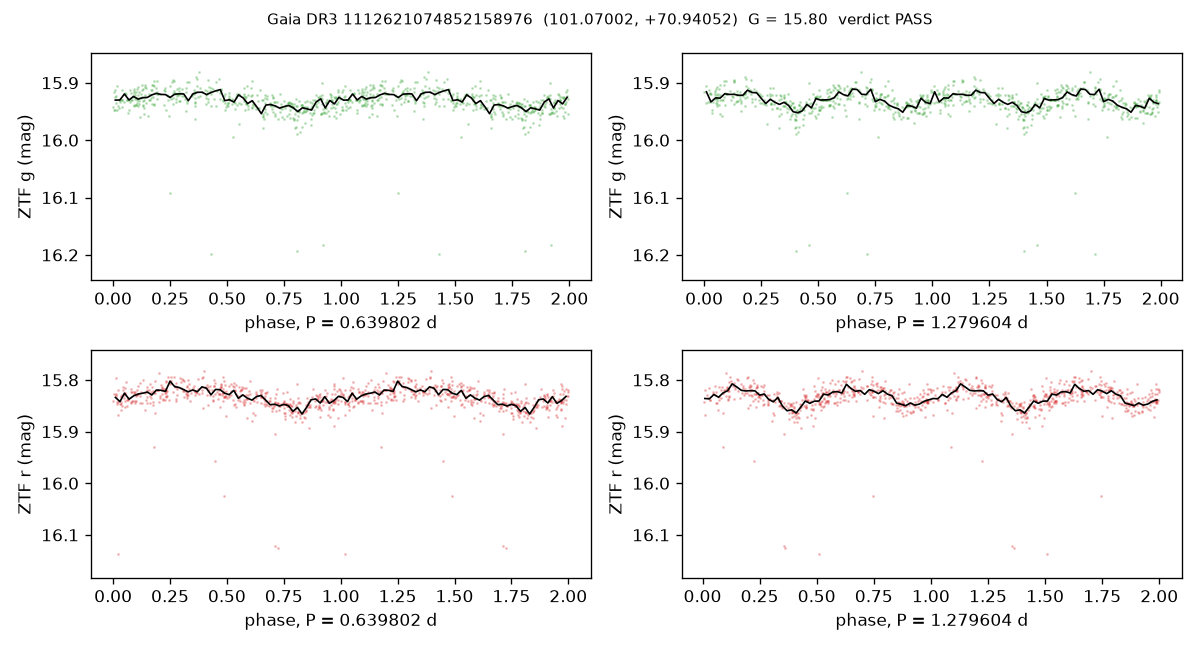 Gaia DR3 1112621074852158976 (101.07002, +70.94052) G = 15.80 verdict PASS
ZTF g (mag)
15.9
16.0
16.1
16.2
0.00 0.25 0.50 0.75 1.00 1.25 1.50 1.75 2.00
phase, P = 0.639802 d
ZTF g (mag)
15.9
16.0
16.1
16.2
0.00 0.25 0.50 0.75 1.00 1.25 1.50 1.75 2.00
phase, P = 1.279604 d
ZTF r (mag)
15.8
15.9
16.0
16.1
0.00 0.25 0.50 0.75 1.00 1.25 1.50 1.75 2.00
phase, P = 0.639802 d
ZTF r (mag)
15.8
15.9
16.0
16.1
0.00 0.25 0.50 0.75 1.00 1.25 1.50 1.75 2.00
phase, P = 1.279604 d